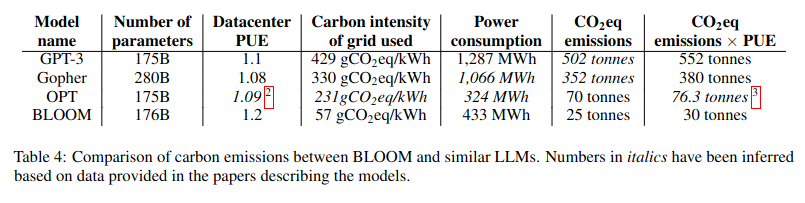 Model Number of Datacenter Carbon intensity Power CO₂eq CO₂eq
name parameters PUE of grid used consumption emissions emissions × PUE
GPT-3 175B 1.1 429 gCO₂eq/kWh 1,287 MWh 502 tonnes 552 tonnes
Gopher 280B 1.08 330 gCO₂eq/kWh 1,066 MWh 352 tonnes 380 tonnes
OPT 175B 1.09 2 231gCO₂eq/kWh 324 MWh 70 tonnes 76.3 tonnes 3
BLOOM 176B 1.2 57 gCO₂eq/kWh 433 MWh 25 tonnes 30 tonnes
Table 4: Comparison of carbon emissions between BLOOM and similar LLMs. Numbers in italics have been inferred
based on data provided in the papers describing the models.